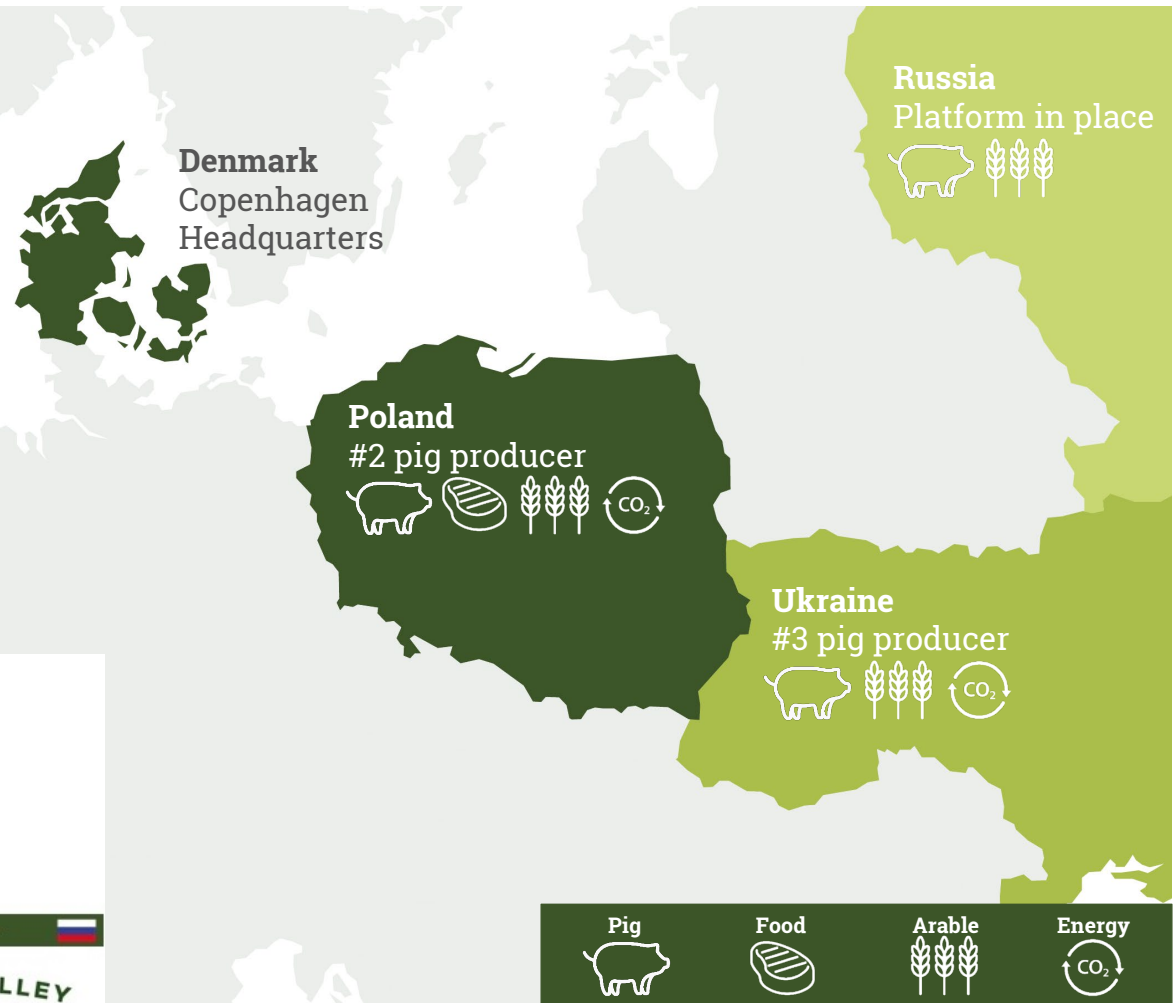 Russia
Platform in place
Denmark
Copenhagen
Headquarters
Poland
#2 pig producer
CO₂
Ukraine
#3 pig producer
CO₂
Pig
Food
Arable
Energy
CO₂
LLEY